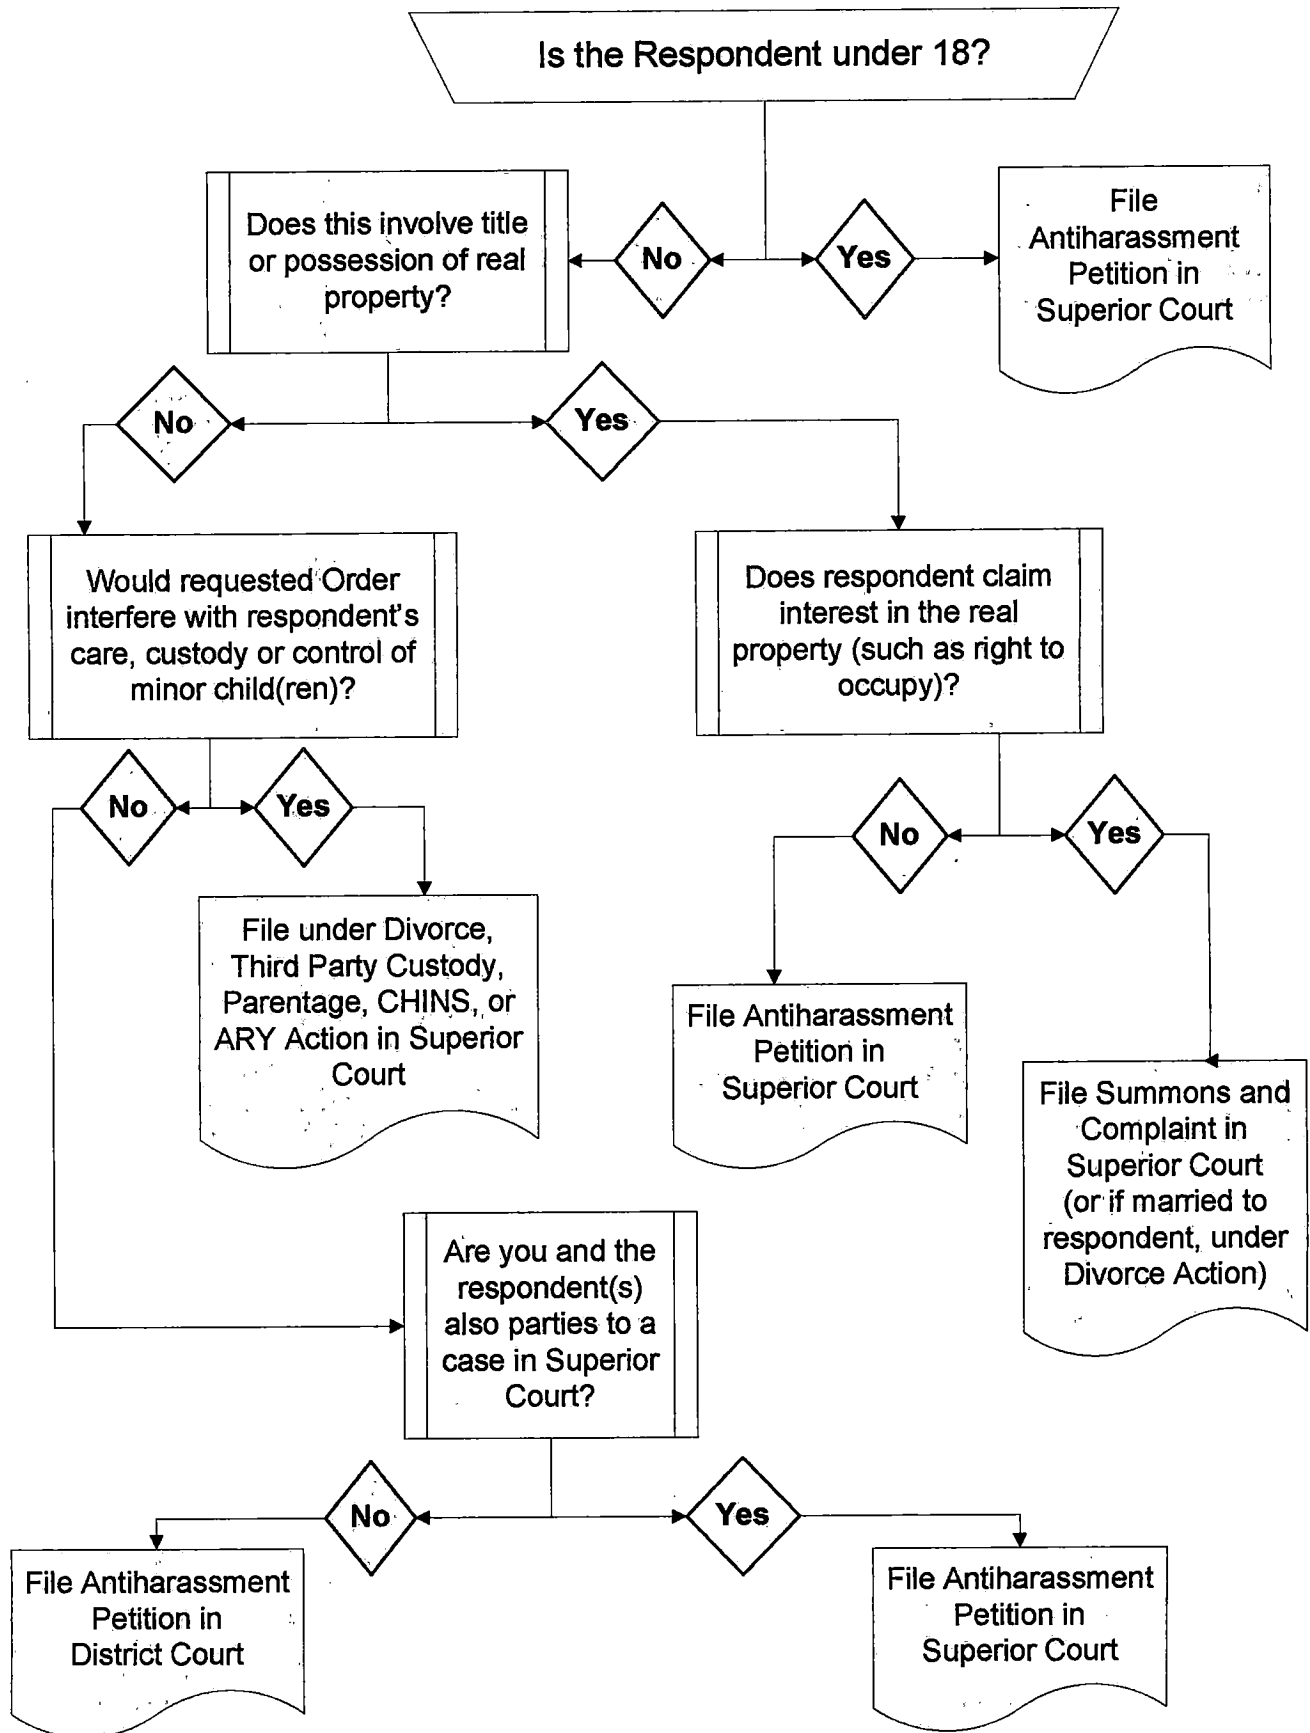 Is the Respondent under 18?
Does this involve title
or possession of real
property?
No
Yes
File
Antiharassment
Petition in
Superior Court
No
Yes
Would requested Order
interfere with respondent's
care, custody or control of
minor child(ren)?
Does respondent claim
interest in the real
property (such as right to
occupy)?
No
Yes
No
Yes
File under Divorce,
Third Party Custody,
Parentage, CHINS, or
ARY Action in Superior
Court
File Antiharassment
Petition in
Superior Court
File Summons and
Complaint in
Superior Court
(or if married to
respondent, under
Divorce Action)
Are you and the
respondent(s)
also parties to a
case in Superior
Court?
No
Yes
File Antiharassment
Petition in
District Court
File Antiharassment
Petition in
Superior Court